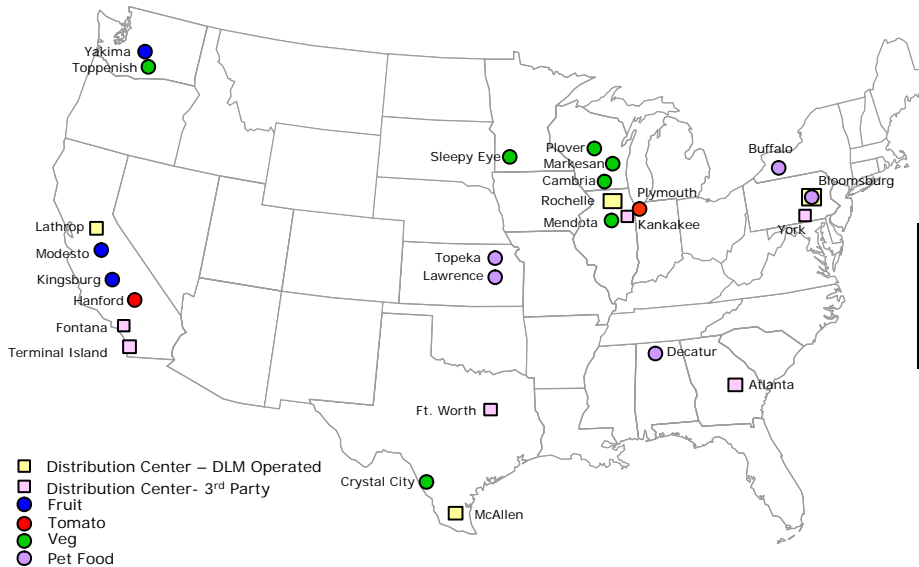 Yakima
Toppenish
Sleepy Eye
Plover
Markesan
Cambria
Buffalo
Bloomsburg
Plymouth
Rochelle
Mendota
Kankakee
York
Lathrop
Modesto
Kingsburg
Hanford
Fontana
Terminal Island
Topeka
Lawrence
Decatur
Atlanta
Ft. Worth
Crystal City
McAllen
Distribution Center – DLM Operated
Distribution Center- 3rd Party
Fruit
Tomato
Veg
Pet Food